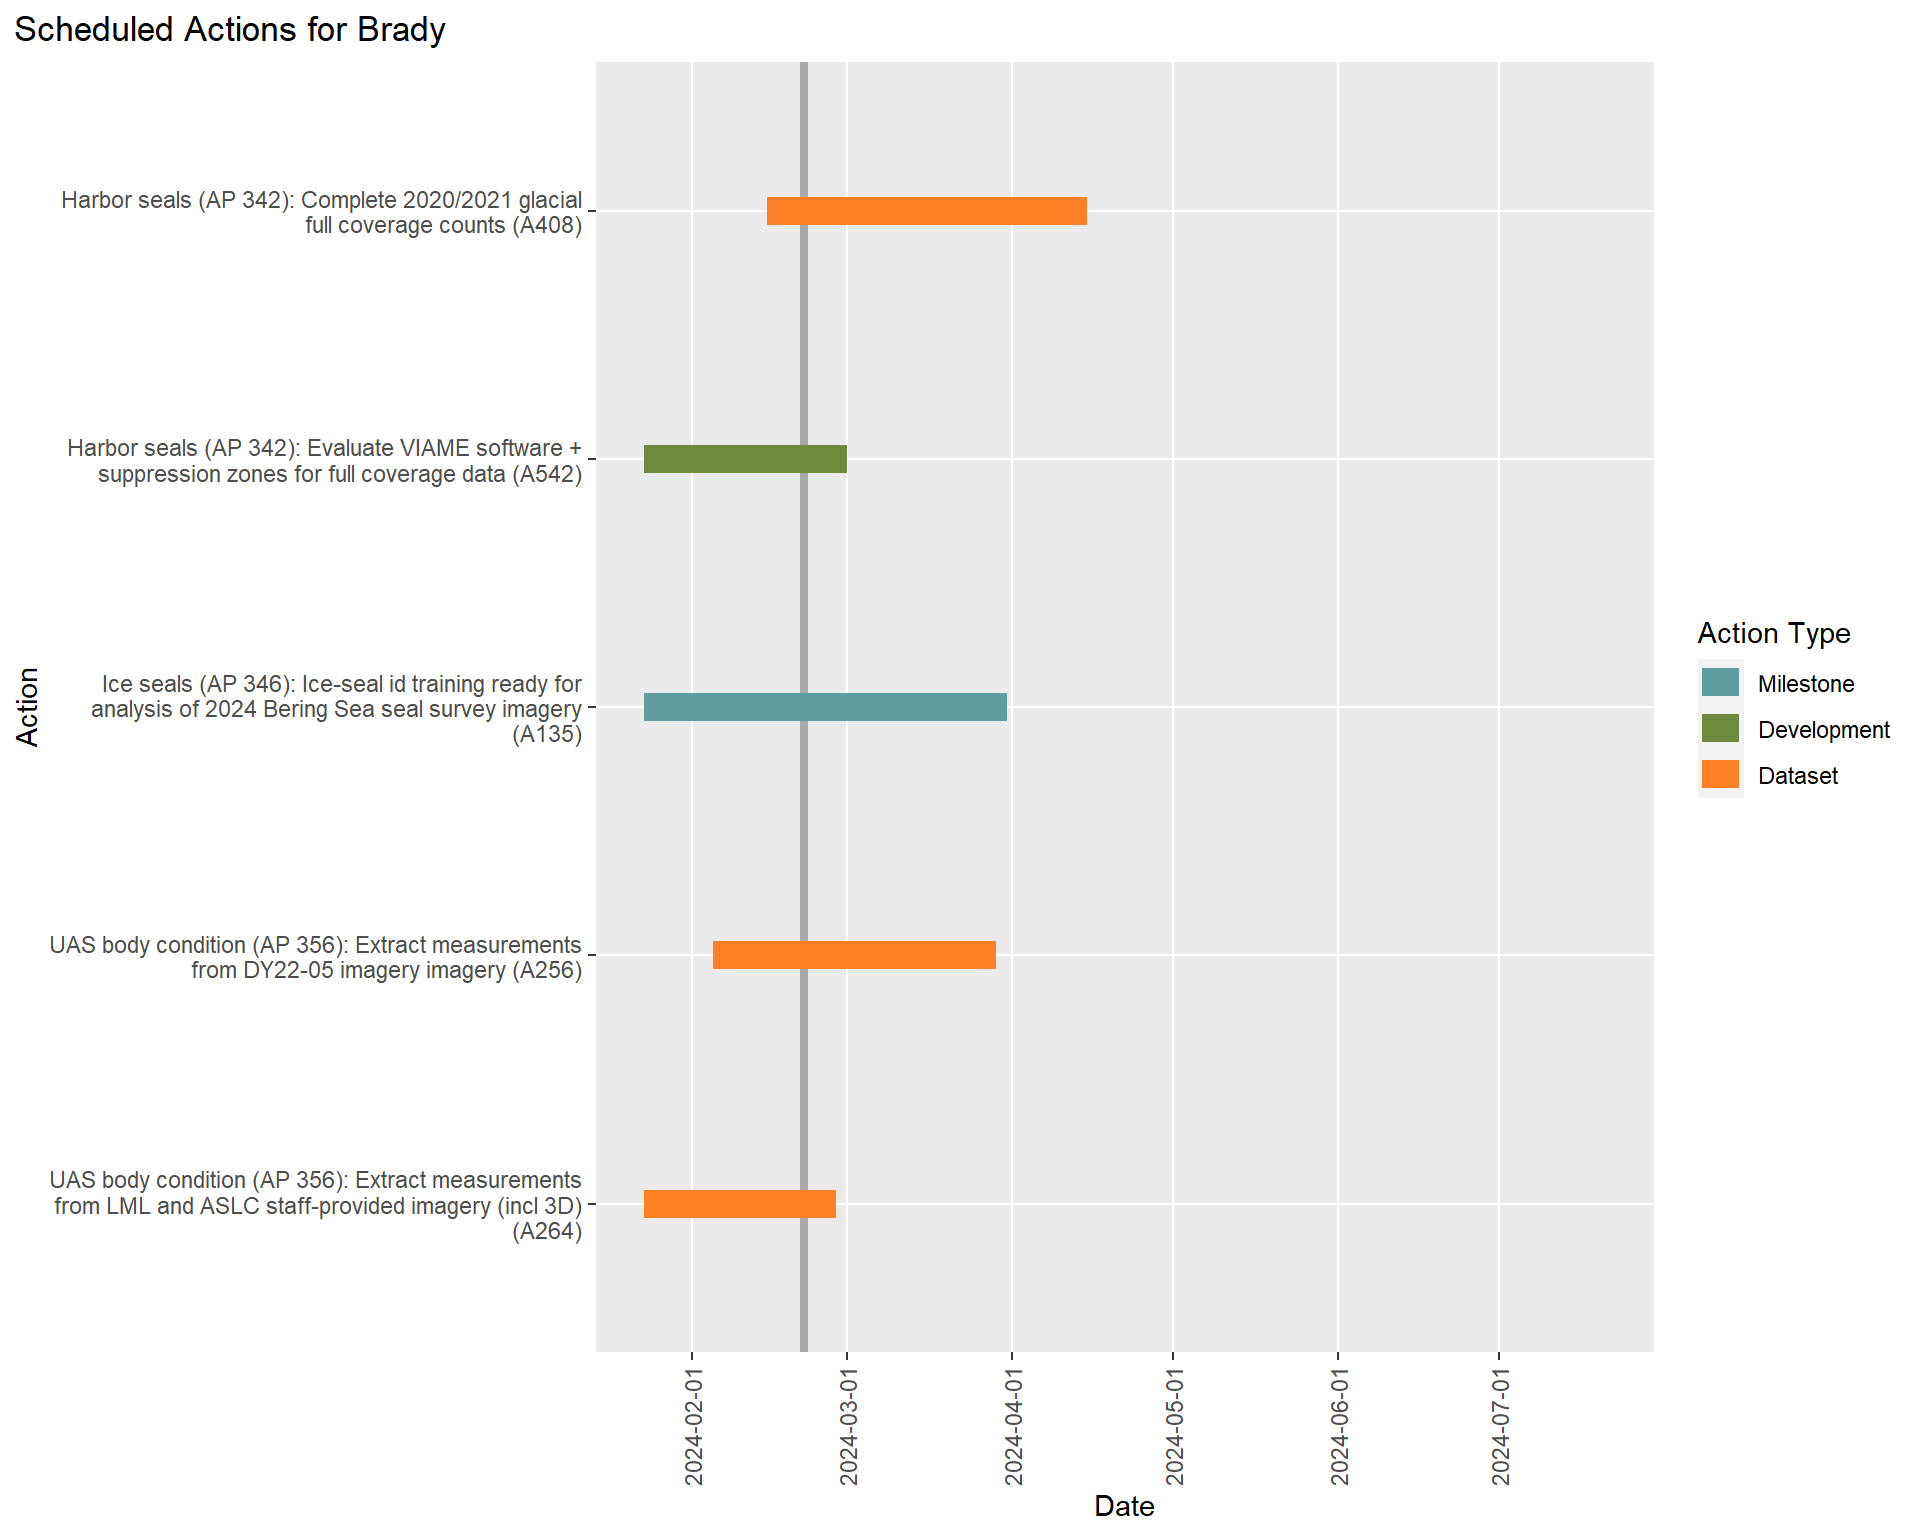 Scheduled Actions for Brady
Harbor seals (AP 342): Complete 2020/2021 glacial
full coverage counts (A408)
Harbor seals (AP 342): Evaluate VIAME software +
suppression zones for full coverage data (A542)
Ice seals (AP 346): Ice-seal id training ready for
analysis of 2024 Bering Sea seal survey imagery
(A135)
UAS body condition (AP 356): Extract measurements
from DY22-05 imagery imagery (A256)
UAS body condition (AP 356): Extract measurements
from LML and ASLC staff-provided imagery (incl 3D)
(A264)
Action
2024-02-01
2024-03-01
2024-04-01
2024-05-01
2024-06-01
2024-07-01
Date
Action Type
Milestone
Development
Dataset